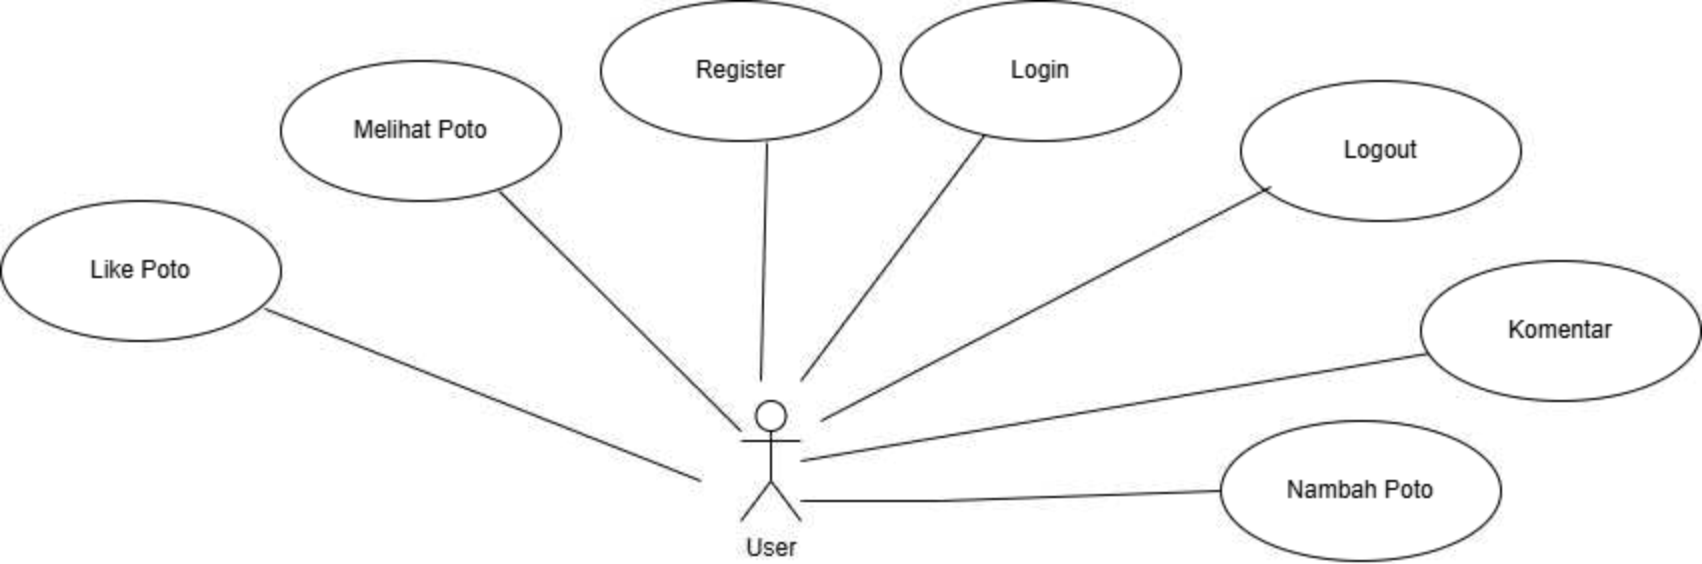 Register
Login
Melihat Poto
Logout
Like Poto
Komentar
Nambah Poto
User